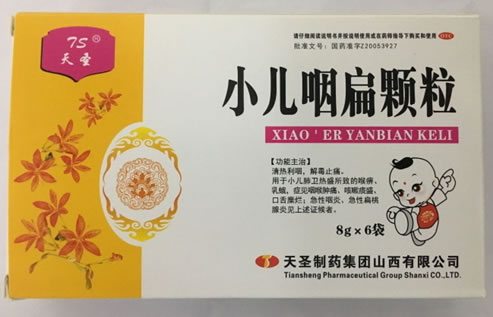 TS®
天圣
请仔细阅读说明书并按说明使用或在药师指导下购买和使用
OTC
批准文号：国药准字Z20053927
小儿咽扁颗粒
XIAO'ER YANBIAN KELI
【功能主治】
清热利咽，解毒止痛。
用于小儿肺卫热盛所致的喉痹、
乳蛾，症见咽喉肿痛、咳嗽痰盛、
口舌糜烂；急性咽炎、急性扁桃
腺炎见上述证候者。
8g×6袋
天圣制药集团山西有限公司
Tiansheng Pharmaceutical Group Shanxi CO.,LTD.